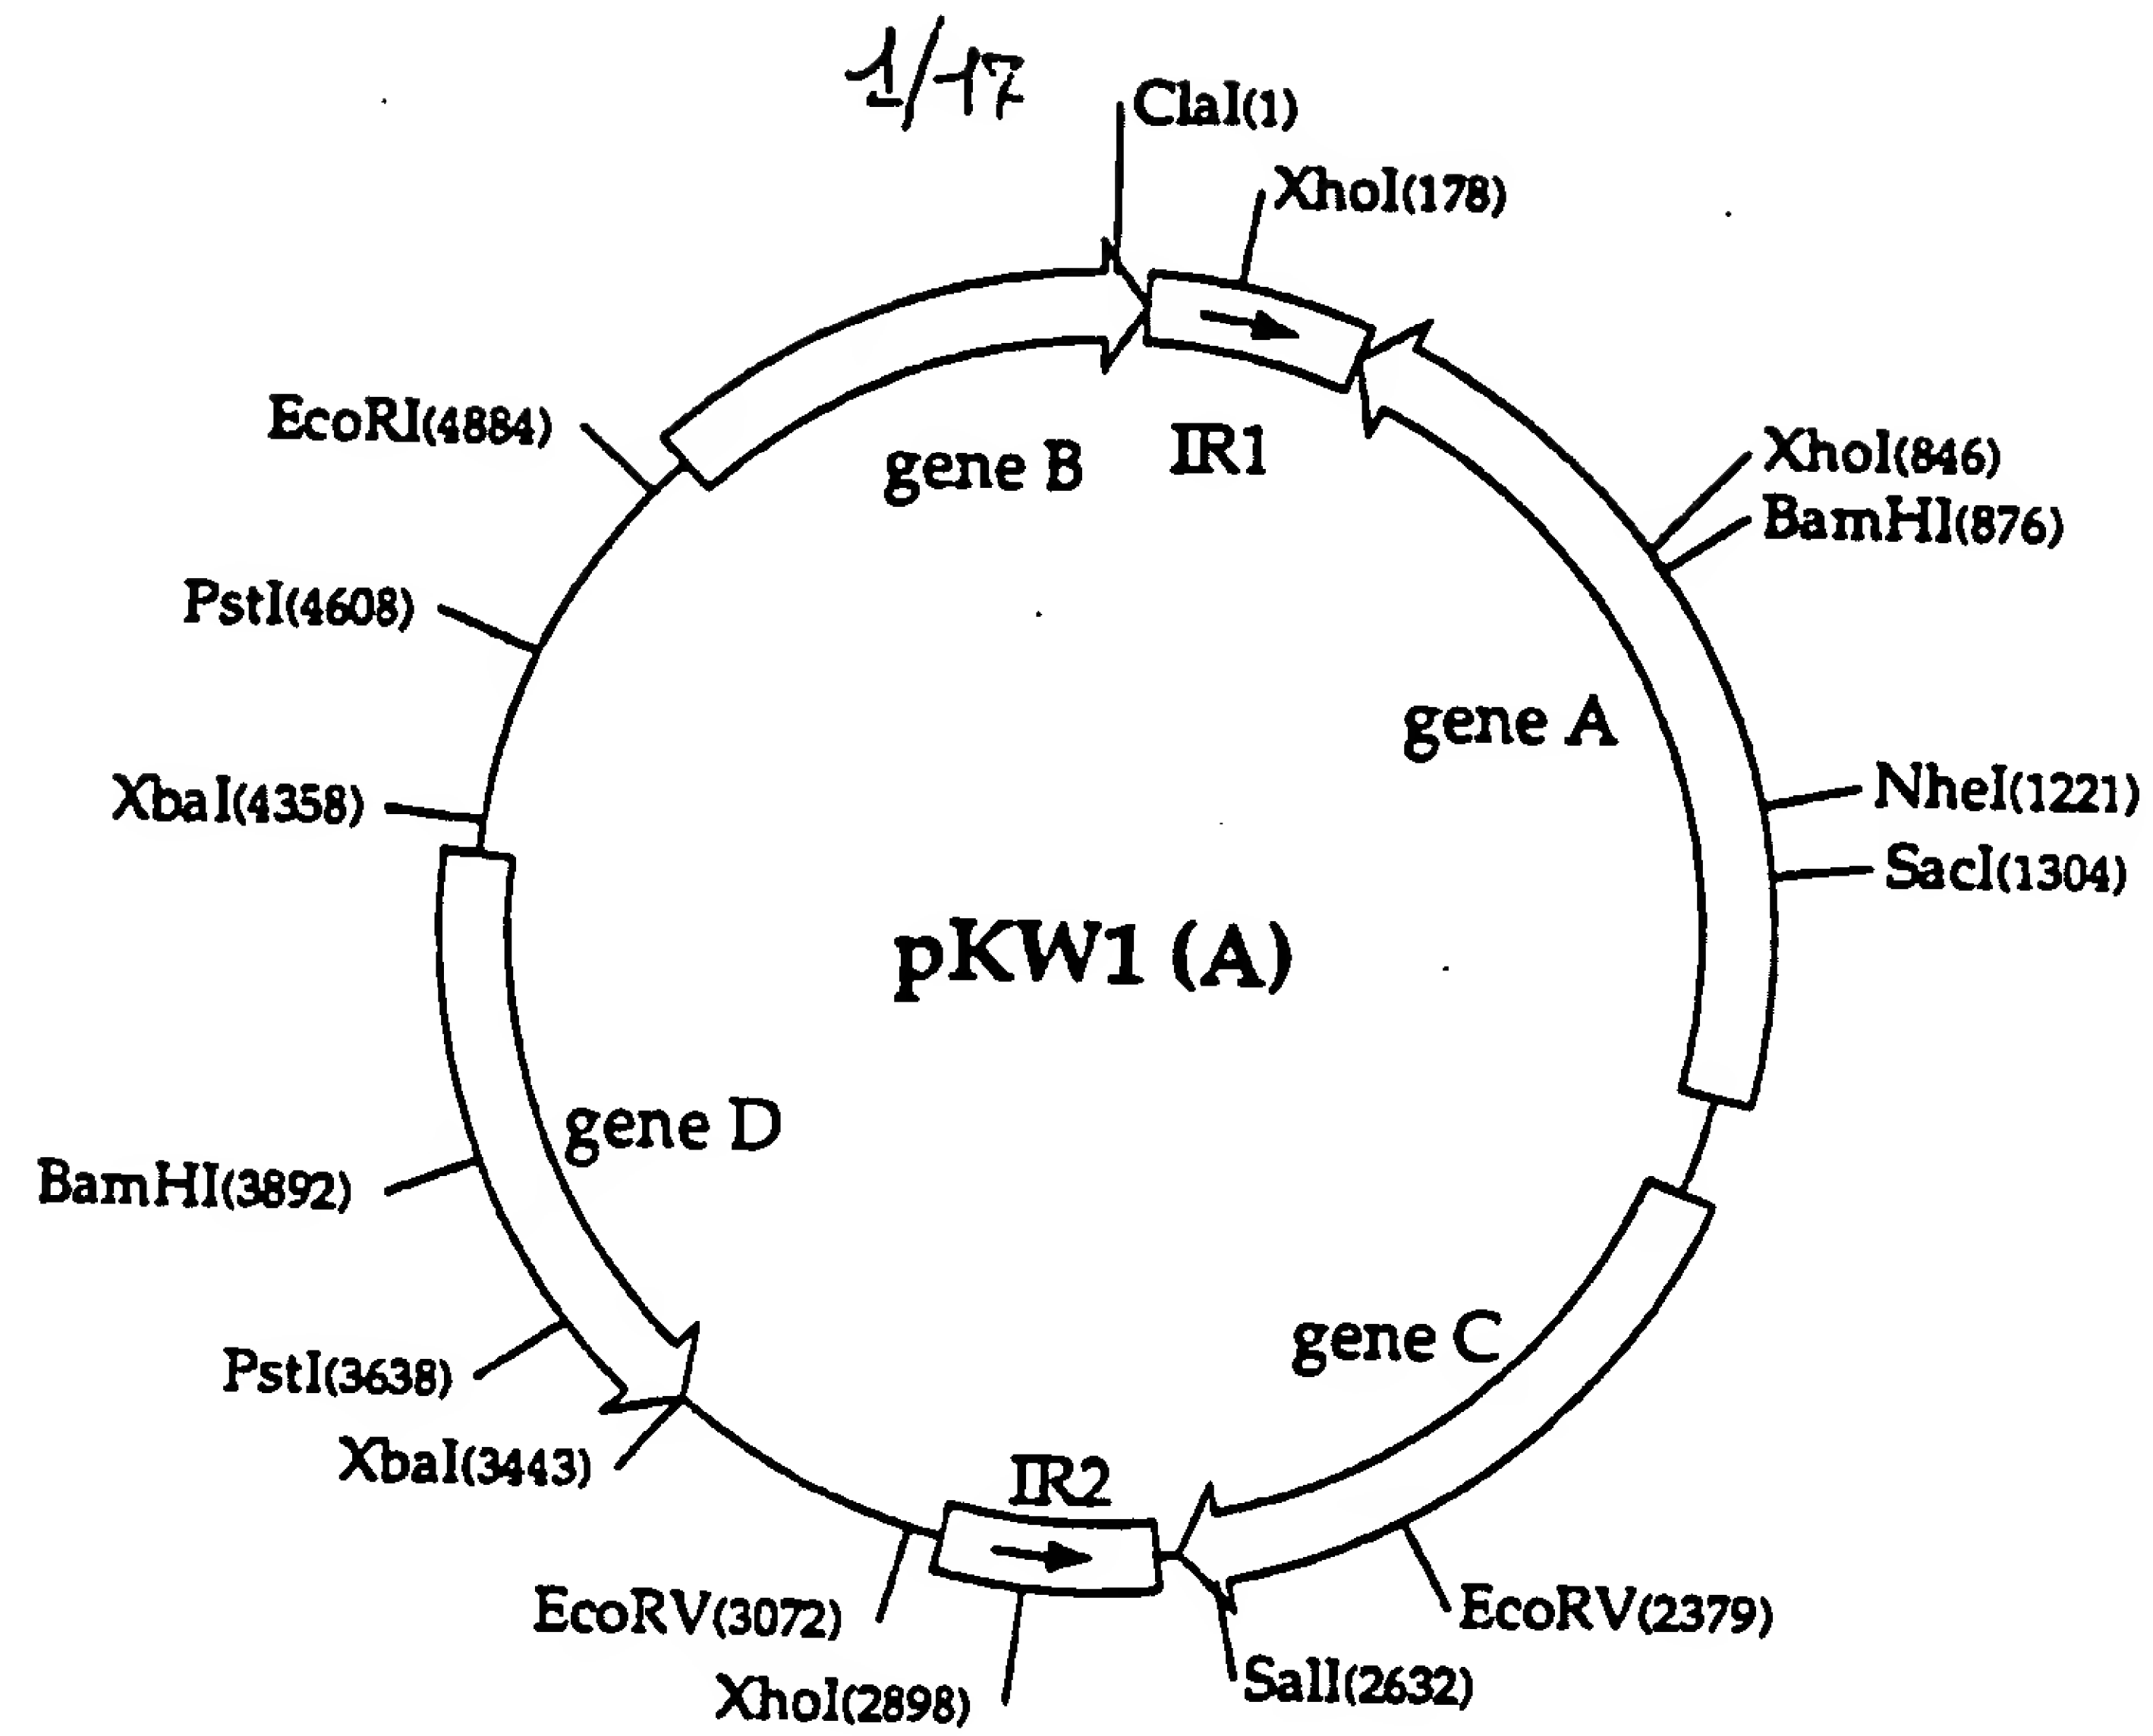 1/17
ClaI(1)
XhoI(178)
EcoRI(4884)
gene B
IR1
XhoI(846)
BamHI(876)
PstI(4608)
gene A
XbaI(4358)
NheI(1221)
SacI(1304)
pKW1 (A)
gene D
BamHI(3892)
gene C
PstI(3638)
XbaI(3443)
IR2
EcoRV(3072)
EcoRV(2379)
XhoI(2898)
SalI(2632)